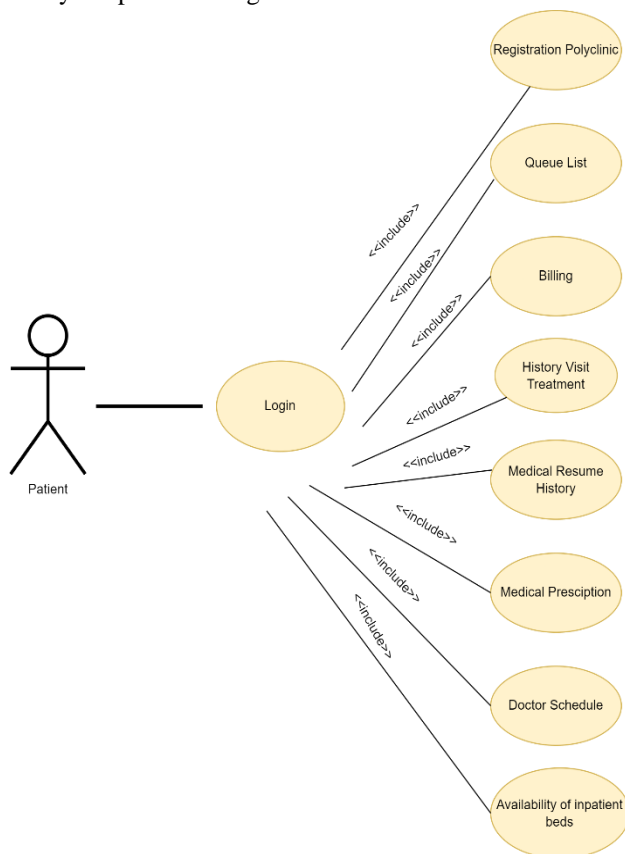 Registration Polyclinic
Queue List
<<include>>
<<include>>
Billing
<<include>>
History Visit
Treatment
<<include>>
Login
<<include>>
Medical Resume
History
Patient
<<include>>
Medical Presciption
<<include>>
<<include>>
Doctor Schedule
Availability of inpatient
beds